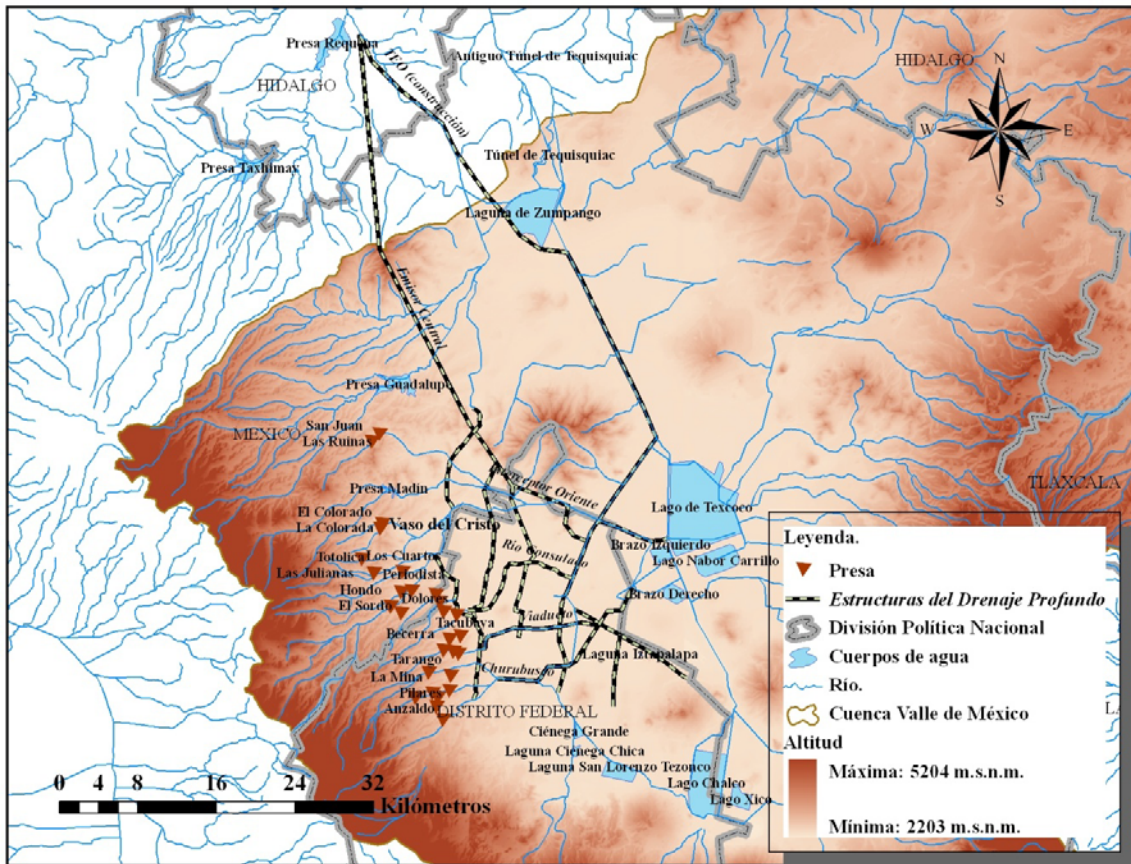 Presa Requena
HIDALGO
TEO (construcción)
Antiguo Túnel de Tequisquiac
HIDALGO
N
W
E
S
Presa Taxhimay
Túnel de Tequisquiac
Laguna de Zumpango
Emisor Central
Presa Guadalupe
San Juan
MEXICO
Las Ruinas
TLAXCALA
Presa Madin
Interceptor Oriente
Lago de Texcoco
El Colorado
La Colorada
Vaso del Cristo
Brazo Izquierdo
Totolica
Los Cuarto
Río Consulado
Lago Nabor Carrillo
Las Julianas
Periodista
Hondo
Dolores
Brazo Derecho
El Sordo
Tacubaya
Viaducto
Becerra
Tarango
Laguna Iztapalapa
La Mina
Churubusco
Pilares
Anzaldo
DISTRITO FEDERAL
Ciénega Grande
Laguna Ciénega Chica
Laguna San Lorenzo Tezonco
Lago Chalco
Lago Xico
0 8 16 24 32
Kilómetros
Leyenda.
Presa
Estructuras del Drenaje Profundo
División Política Nacional
Cuerpos de agua
Río.
Cuenca Valle de México
Altitud
Máxima: 5204 m.s.n.m.
Mínima: 2203 m.s.n.m.